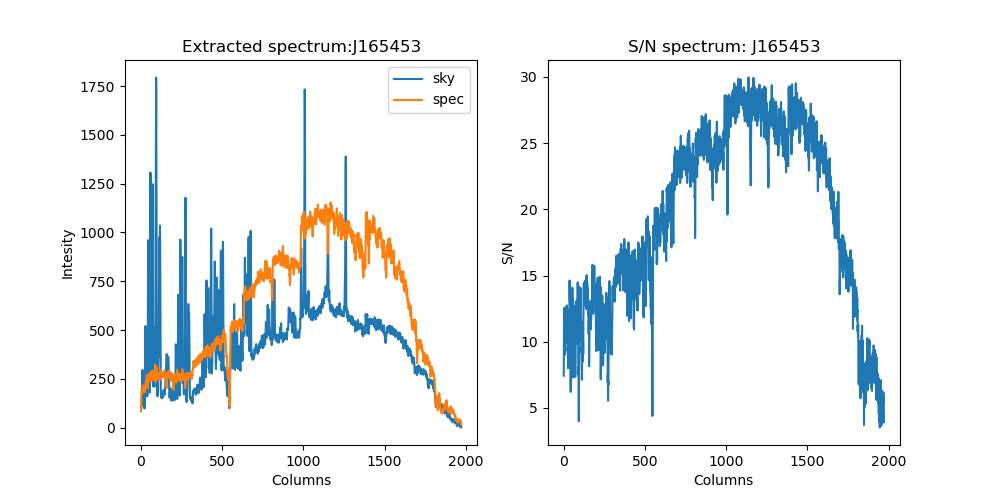 Extracted spectrum:J165453
S/N spectrum: J165453
sky
spec
1750
1500
1250
1000
750
500
250
0
Intesity
0 500 1000 1500 2000
Columns
30
25
20
15
10
5
S/N
0 500 1000 1500 2000
Columns